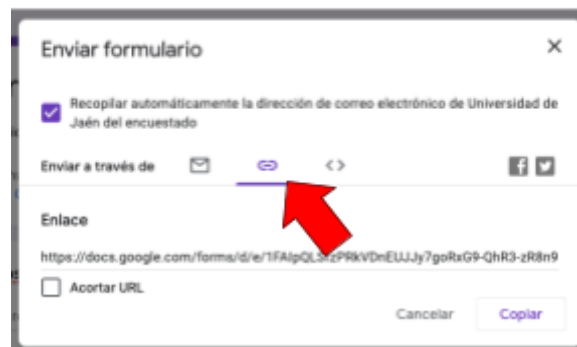 Enviar formulario
Recopilar automáticamente la dirección de correo electrónico de Universidad de
Jaén del encuestado
Enviar a través de
Enlace
Acortar URL
Cancelar Copiar